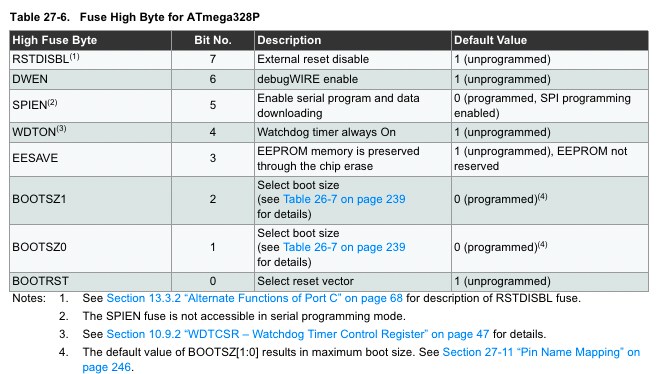 Table 27-6. Fuse High Byte for ATmega328P
High Fuse Byte Bit No. Description Default Value
RSTDISBL(1) 7 External reset disable 1 (unprogrammed)
DWEN 6 debugWIRE enable 1 (unprogrammed)
SPIEN(2) 5 Enable serial program and data downloading 0 (programmed, SPI programming enabled)
WDTON(3) 4 Watchdog timer always On 1 (unprogrammed)
EESAVE 3 EEPROM memory is preserved through the chip erase 1 (unprogrammed), EEPROM not reserved
BOOTSZ1 2 Select boot size (see Table 26-7 on page 239 for details) 0 (programmed)(4)
BOOTSZ0 1 Select boot size (see Table 26-7 on page 239 for details) 0 (programmed)(4)
BOOTRST 0 Select reset vector 1 (unprogrammed)
Notes: 1. See Section 13.3.2 “Alternate Functions of Port C” on page 68 for description of RSTDISBL fuse.
2. The SPIEN fuse is not accessible in serial programming mode.
3. See Section 10.9.2 “WDTCSR – Watchdog Timer Control Register” on page 47 for details.
4. The default value of BOOTSZ[1:0] results in maximum boot size. See Section 27-11 “Pin Name Mapping” on
page 246.